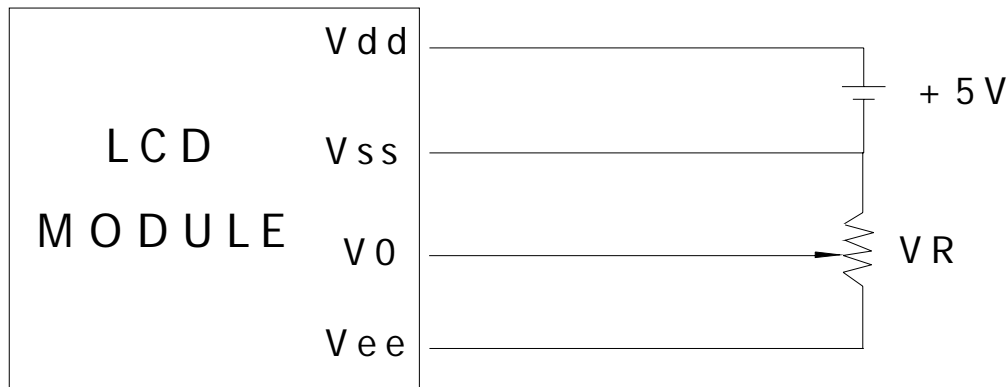 Vdd
+ 5V
LCD
Vss
MODULE
V0
VR
Vee